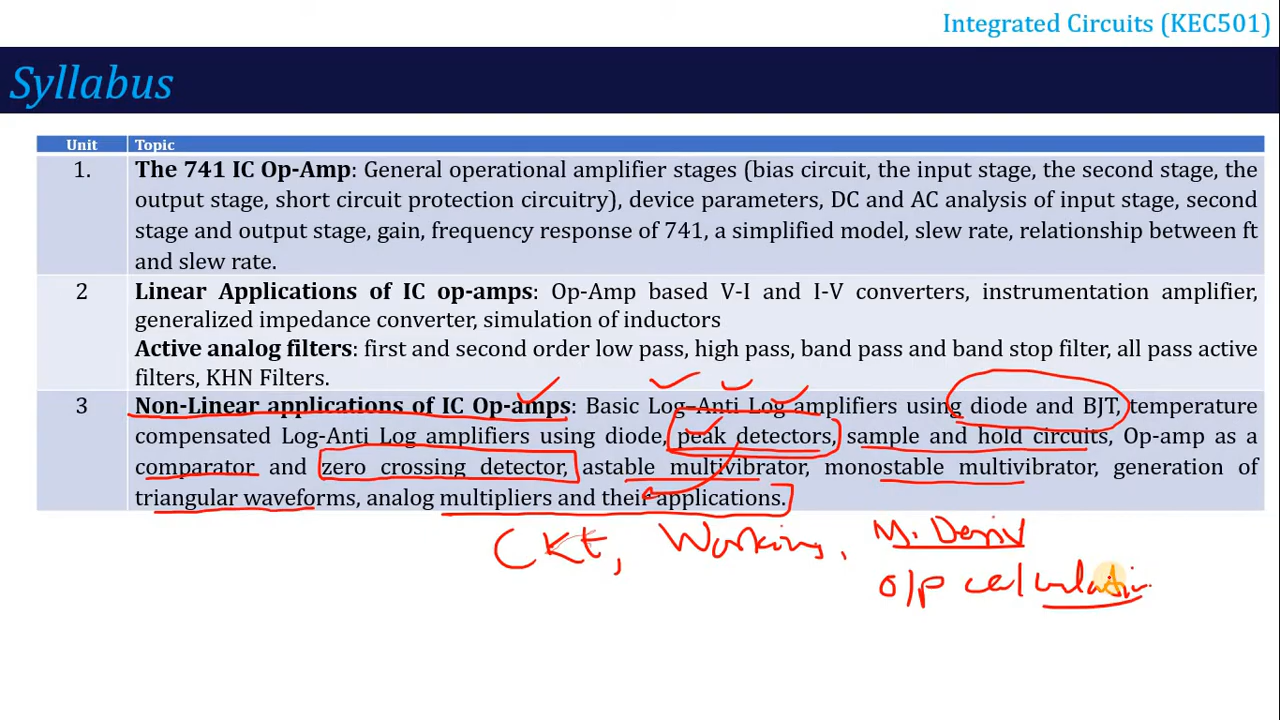 Integrated Circuits (KEC501)
Syllabus
Unit Topic
1. The 741 IC Op-Amp: General operational amplifier stages (bias circuit, the input stage, the second stage, the
output stage, short circuit protection circuitry), device parameters, DC and AC analysis of input stage, second
stage and output stage, gain, frequency response of 741, a simplified model, slew rate, relationship between ft
and slew rate.
2 Linear Applications of IC op-amps: Op-Amp based V-I and I-V converters, instrumentation amplifier,
generalized impedance converter, simulation of inductors
Active analog filters: first and second order low pass, high pass, band pass and band stop filter, all pass active
filters, KHN Filters.
3 Non-Linear applications of IC Op-amps: Basic Log–Anti Log amplifiers using diode and BJT, temperature
compensated Log-Anti Log amplifiers using diode, peak detectors, sample and hold circuits, Op-amp as a
comparator and zero crossing detector, astable multivibrator, monostable multivibrator, generation of
triangular waveforms, analog multipliers and their applications.
CKt, Working, M. Deriv
o/p calculation